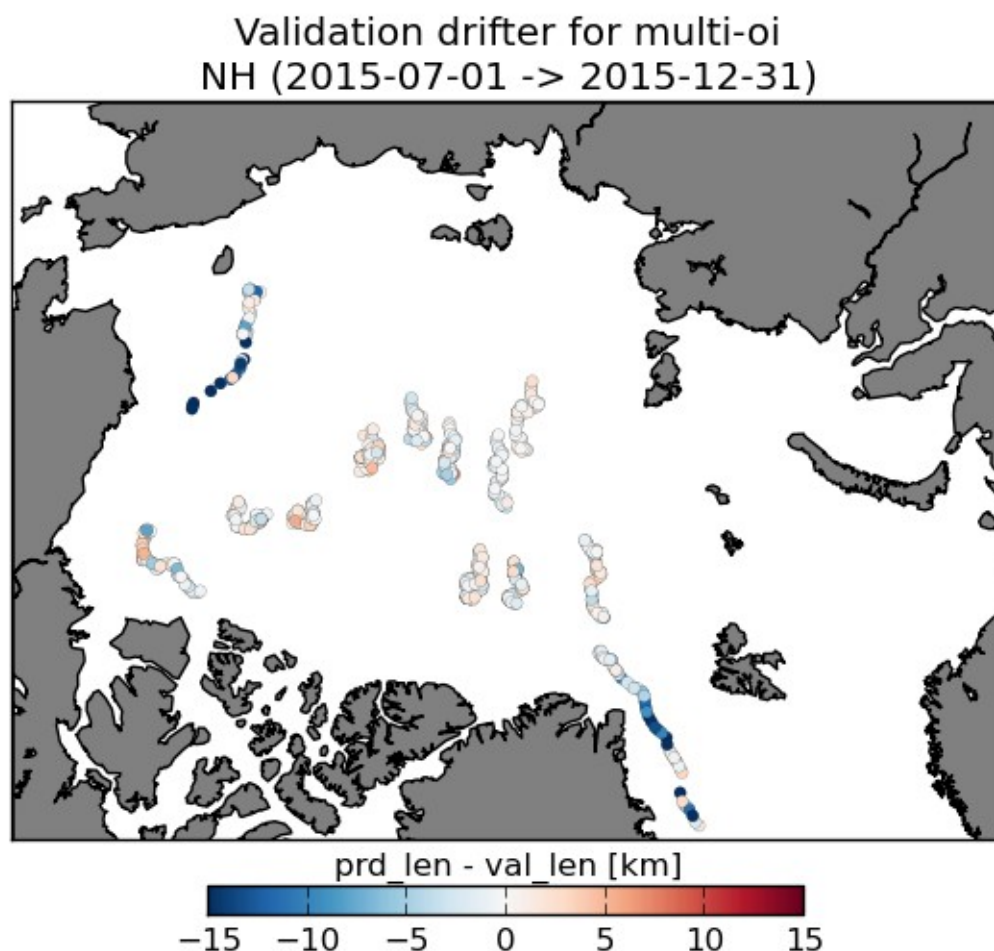 Validation drifter for multi-oi
NH (2015-07-01 -> 2015-12-31)
prd_len - val_len [km]
−15 −10 −5 0 5 10 15